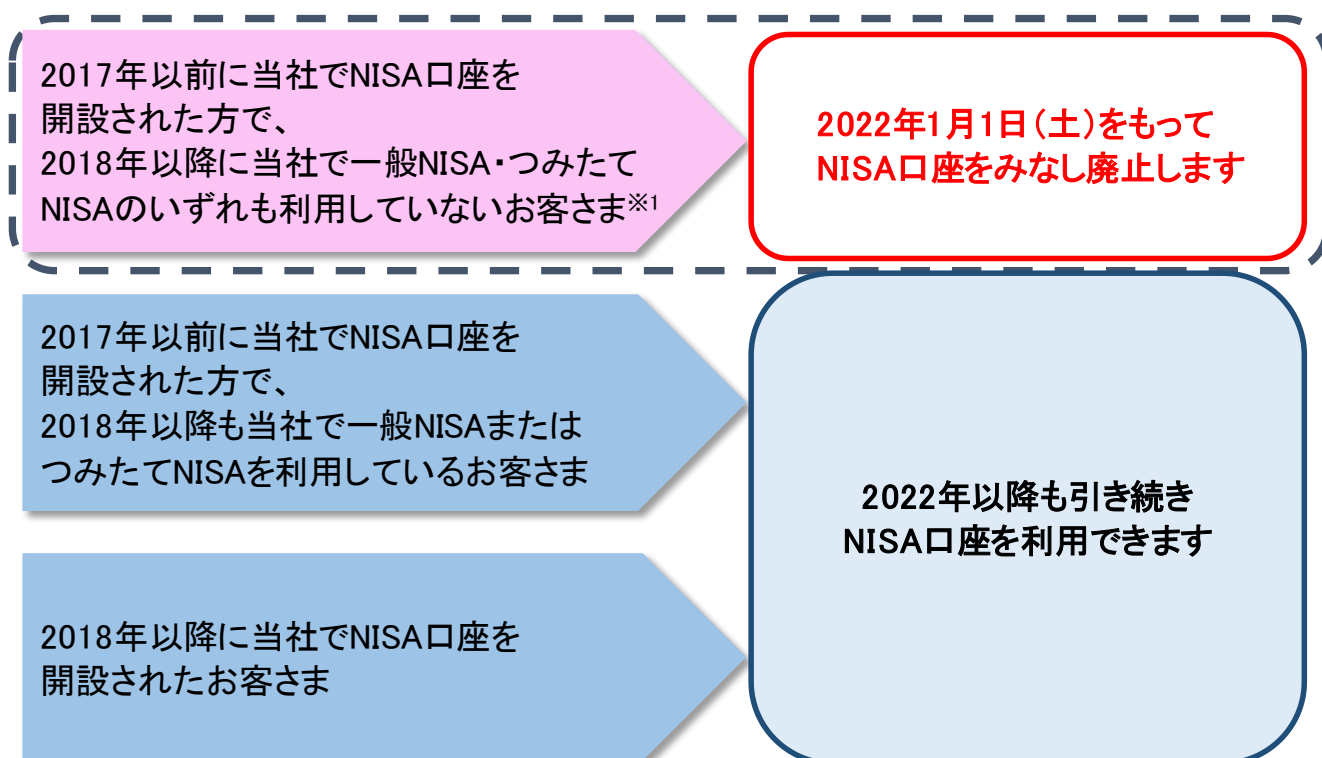 2017年以前に当社でNISA口座を
開設された方で、
2018年以降に当社で一般NISA・つみたて
NISAのいずれも利用していないお客さま※1
2022年1月1日（土）をもって
NISA口座をみなし廃止します
2017年以前に当社でNISA口座を
開設された方で、
2018年以降も当社で一般NISAまたは
つみたてNISAを利用しているお客さま
2022年以降も引き続き
NISA口座を利用できます
2018年以降に当社でNISA口座を
開設されたお客さま